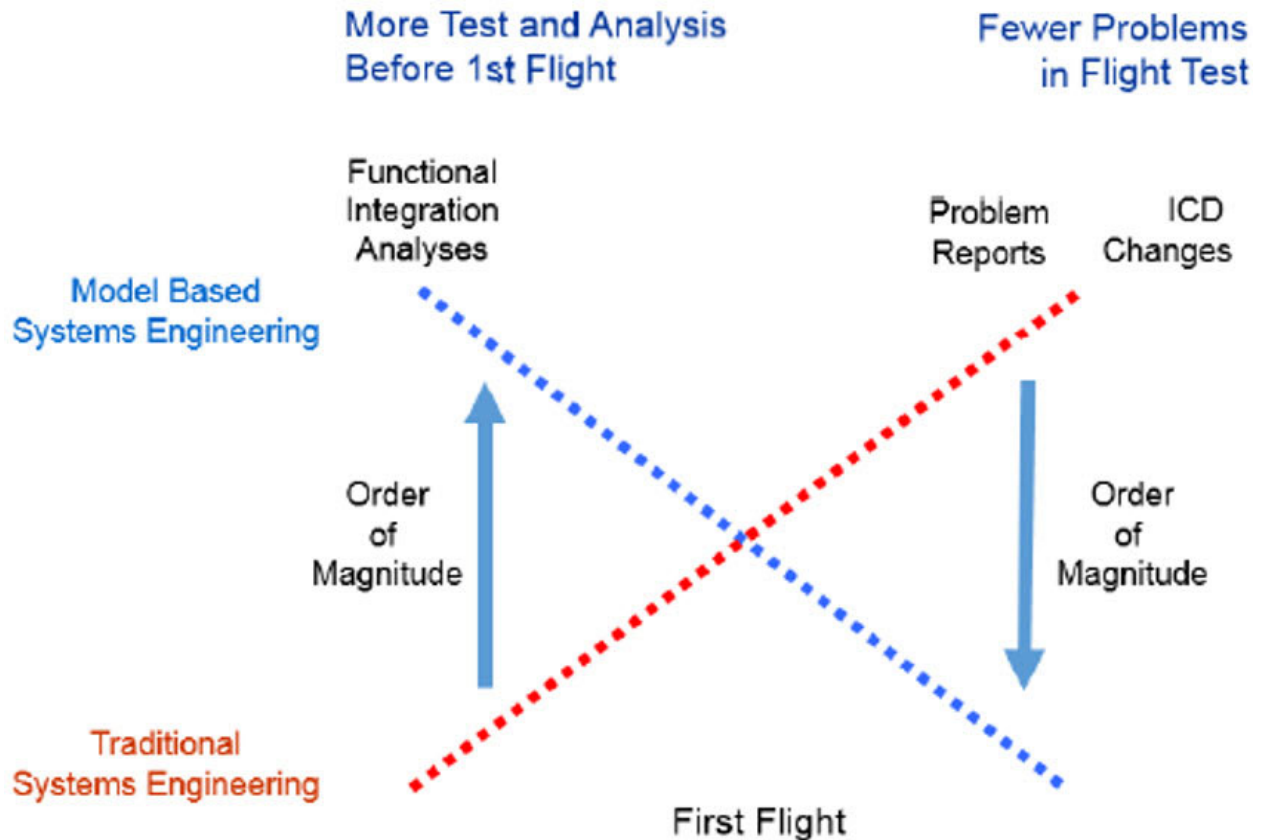 More Test and Analysis
Before 1st Flight
Fewer Problems
in Flight Test
Functional
Integration
Analyses
Problem
Reports
ICD
Changes
Model Based
Systems Engineering
Order
of
Magnitude
Order
of
Magnitude
Traditional
Systems Engineering
First Flight